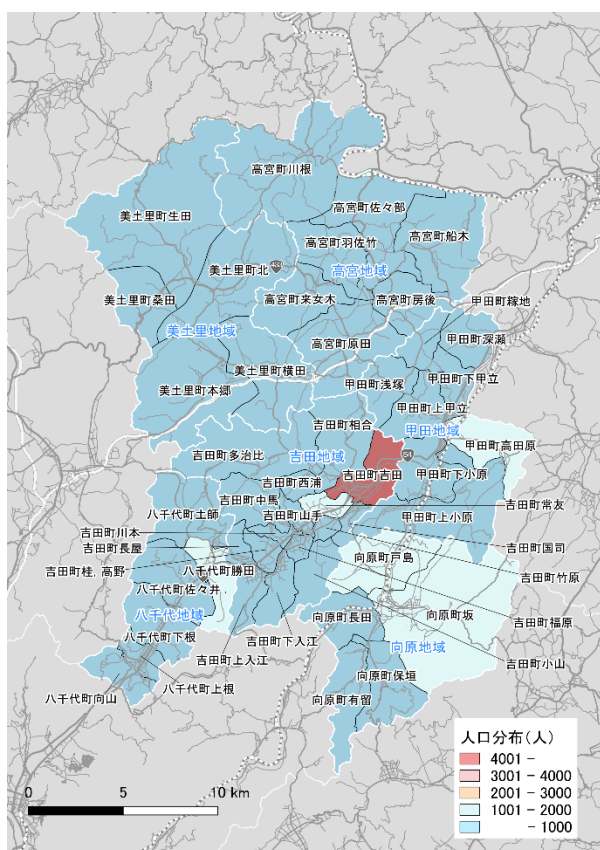 高宮町川根
美土里町生田
高宮町佐々部
高宮町羽佐竹
高宮町船木
美土里町北
高宮地域
美土里町桑田
高宮町来女木
高宮町房後
甲田町稼地
美土里地域
甲田町深瀬
高宮町原田
美土里町横田
甲田町浅塚
甲田町下甲立
美土里町本郷
甲田町上甲立
吉田町相合
甲田地域
甲田町高田原
吉田町多治比
吉田地域
54
吉田町吉田
甲田町下小原
吉田町西浦
吉田町中馬
吉田町常友
八千代町土師
吉田町山手
甲田町上小原
吉田町川本
吉田町長屋
吉田町国司
向原町戸島
吉田町桂, 高野
八千代町勝田
吉田町竹原
八千代町佐々井
八千代地域
向原町長田
向原町坂
吉田町福原
八千代町下根
吉田町下入江
向原地域
吉田町上入江
吉田町小山
向原町保垣
八千代町向山
八千代町上根
向原町有留
人口分布(人)
4001 -
3001 - 4000
2001 - 3000
1001 - 2000
- 1000
0
5
10 km